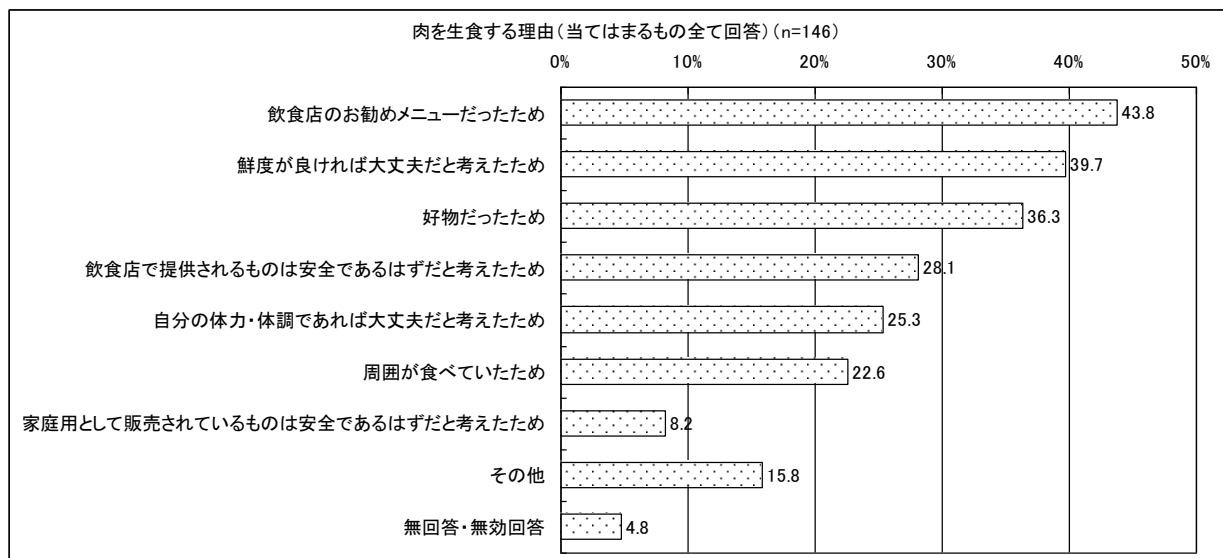 肉を生食する理由（当てはまるもの全て回答）（n=146）
0% 10% 20% 30% 40% 50%
飲食店のお勧めメニューだったため 43.8
鮮度が良ければ大丈夫だと考えたため 39.7
好物だったため 36.3
飲食店で提供されるものは安全であるはずだと考えたため 28.1
自分の体力・体調であれば大丈夫だと考えたため 25.3
周囲が食べていたため 22.6
家庭用として販売されているものは安全であるはずだと考えたため 8.2
その他 15.8
無回答・無効回答 4.8